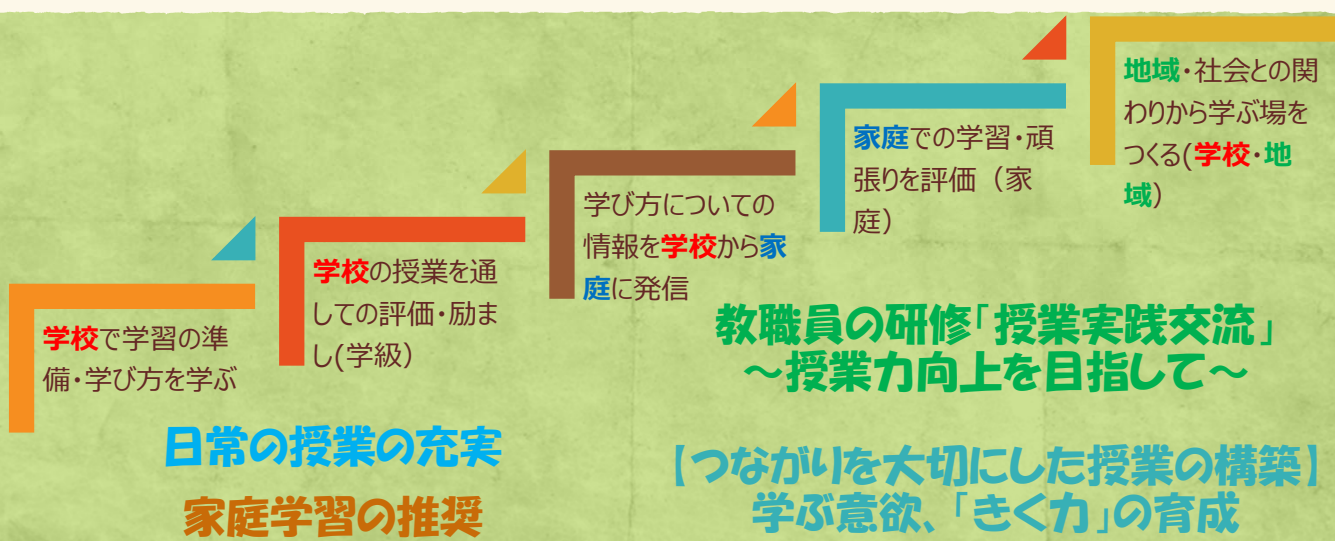 学校で学習の準
備・学び方を学ぶ
学校の授業を通
しての評価・励ま
し(学級）
学び方についての
情報を学校から家
庭に発信
家庭での学習・頑
張りを評価（家
庭）
地域・社会との関
わりから学ぶ場を
つくる(学校・地
域）
日常の授業の充実
家庭学習の推奨
教職員の研修「授業実践交流」
～授業力向上を目指して～
【つながりを大切にした授業の構築】
学ぶ意欲、「きく力」の育成